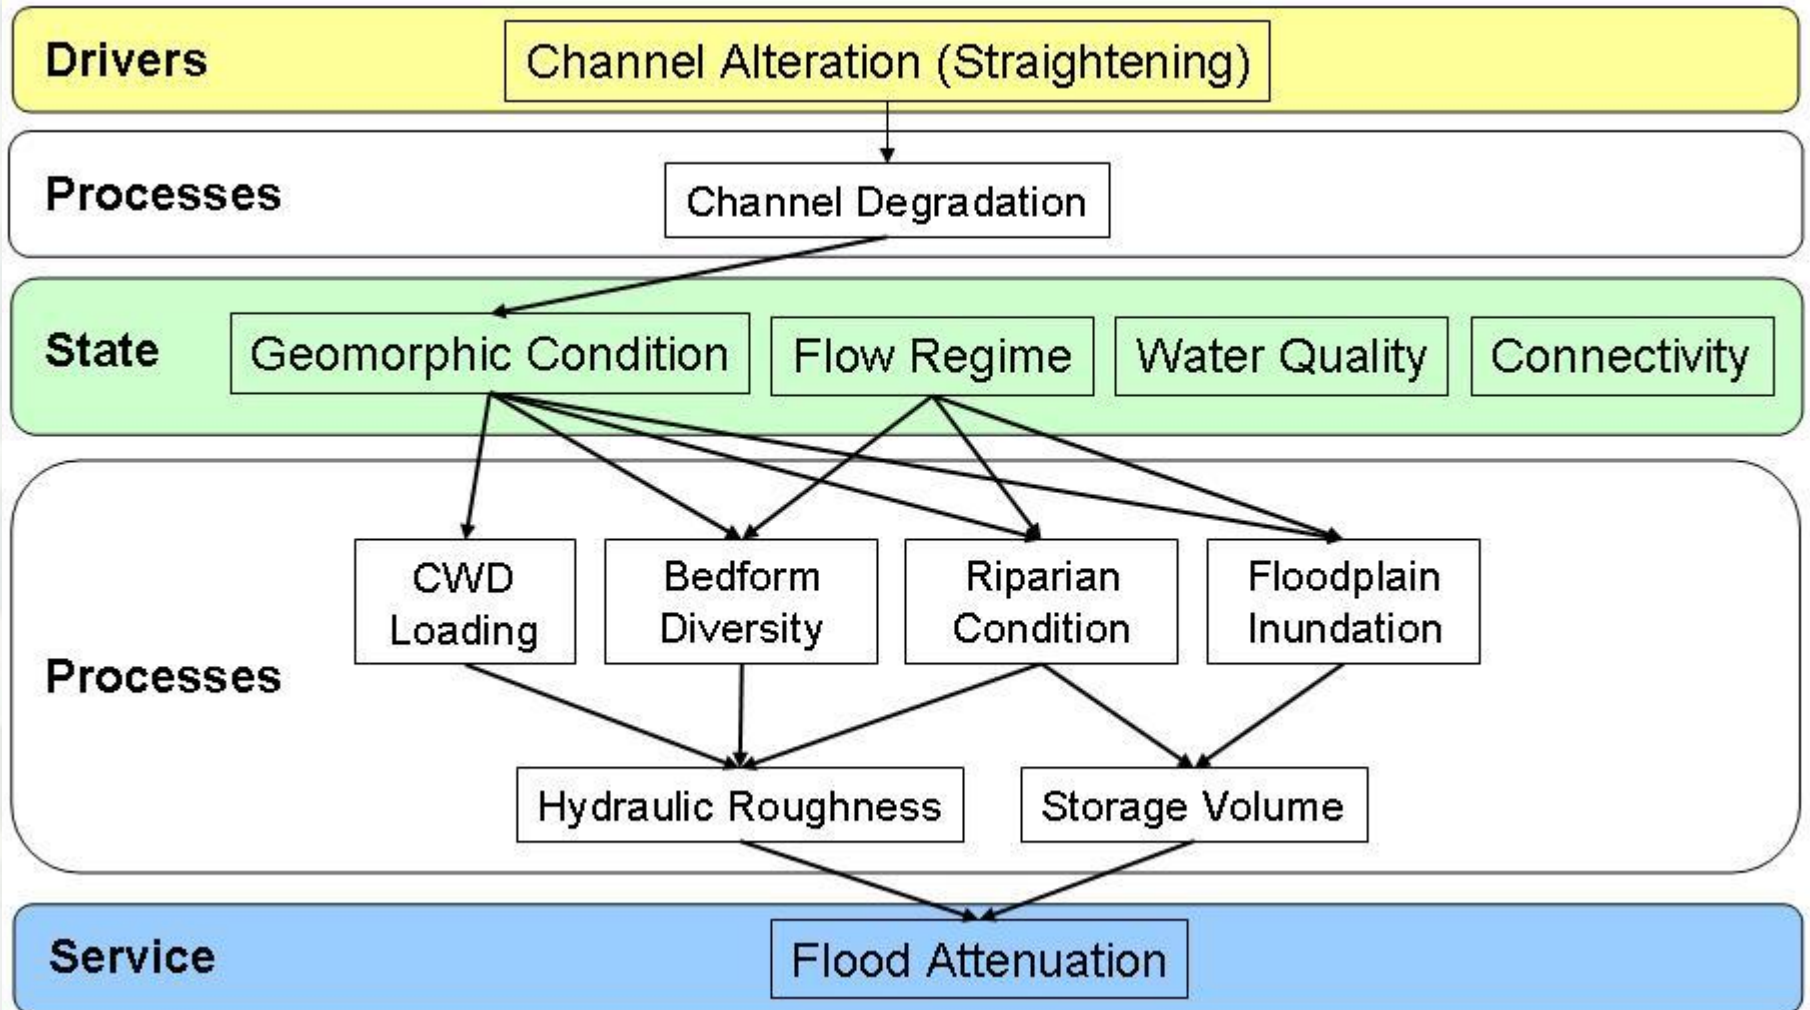 Drivers
Channel Alteration (Straightening)
Processes
Channel Degradation
State
Geomorphic Condition
Flow Regime
Water Quality
Connectivity
Processes
CWD
Loading
Bedform
Diversity
Riparian
Condition
Floodplain
Inundation
Hydraulic Roughness
Storage Volume
Service
Flood Attenuation